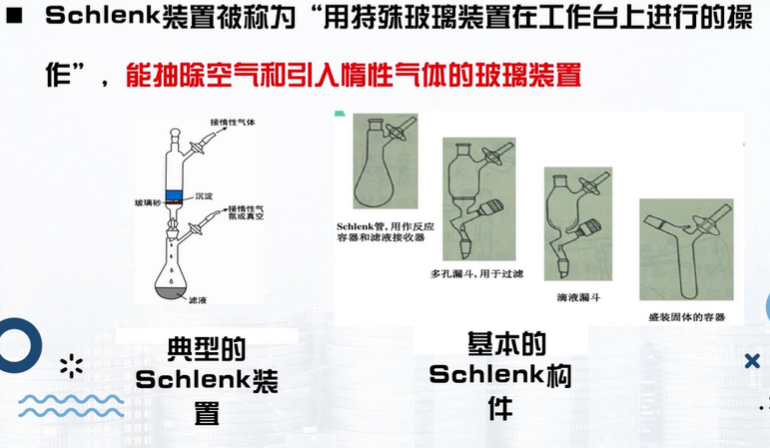 ■ Schlenk装置被称为“用特殊玻璃装置在工作台上进行的操
作”，能抽除空气和引入惰性气体的玻璃装置
接惰性气体
沉淀
玻璃砂
接惰性气
氛或真空
滤液
典型的
Schlenk装
置
Schlenk管,用作反应
容器和滤液接收器
多孔漏斗,用于过滤
滴液漏斗
盛装固体的容器
基本的
Schlenk构
件